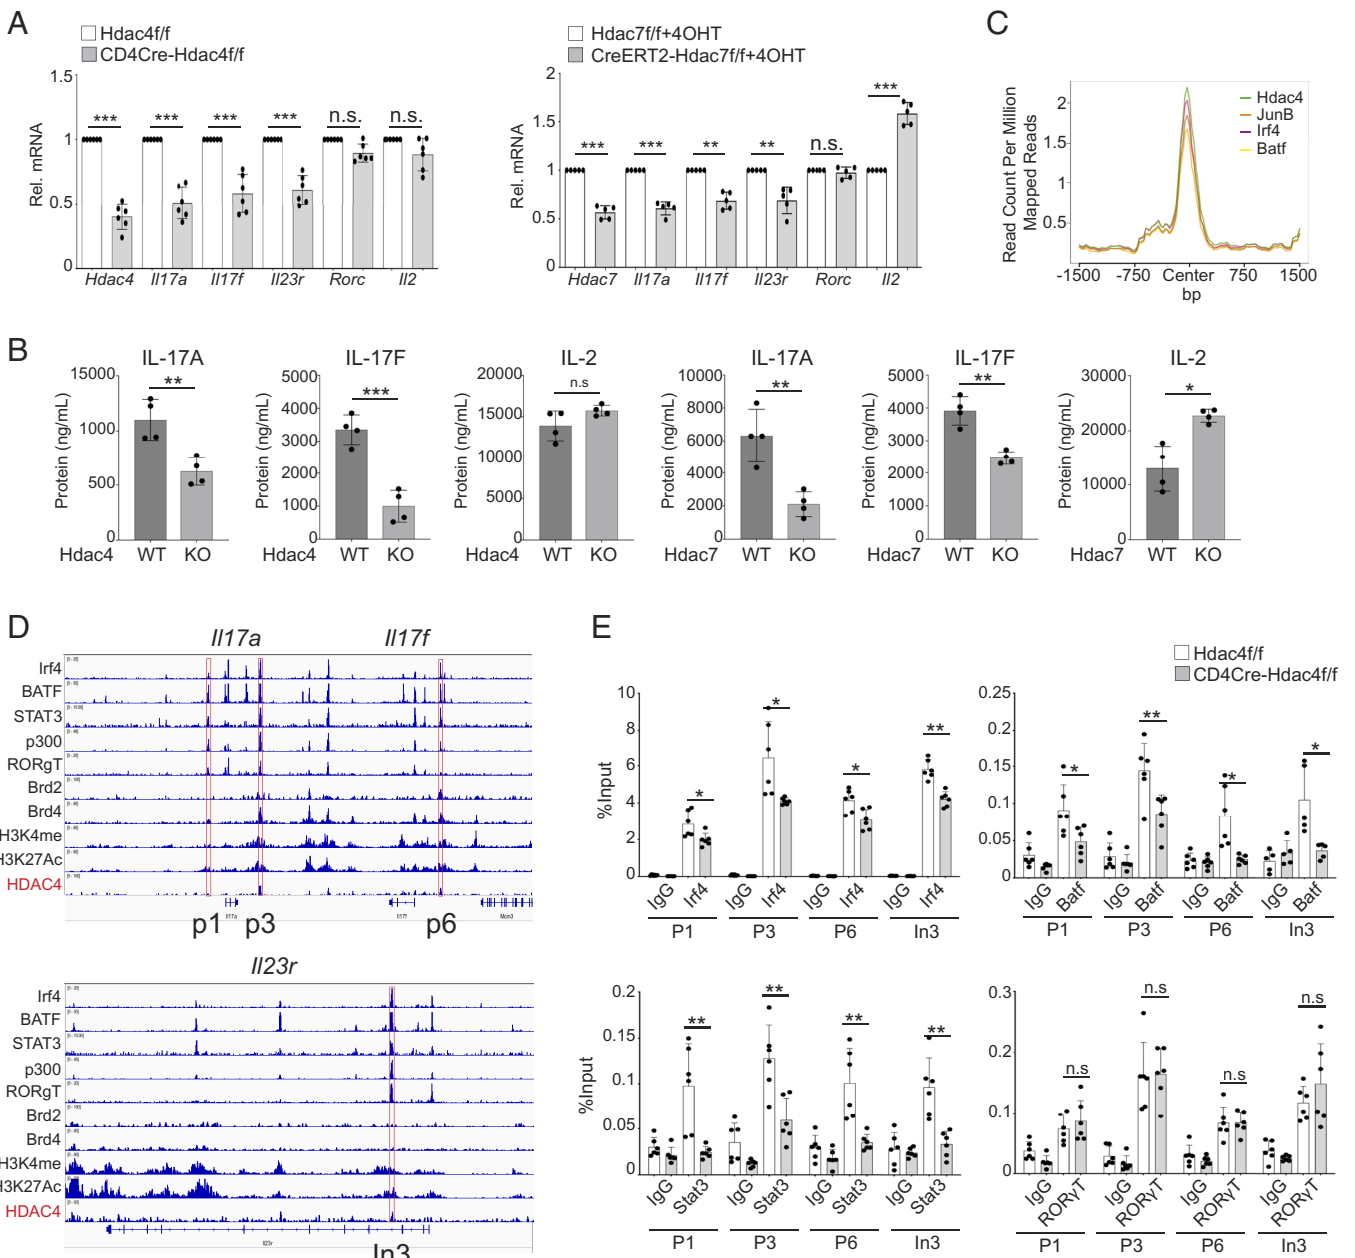 A
Hdac4f/f
CD4Cre-Hdac4f/f
Rel. mRNA
1.5
1
0.5
0
*** *** *** *** n.s. n.s.
Hdac4 Il17a Il17f Il23r Rorc Il2
Hdac7f/f+4OHT
CreERT2-Hdac7f/f+4OHT
Rel. mRNA
2
1.5
1
0.5
0
*** *** ** ** n.s. ***
Hdac7 Il17a Il17f Il23r Rorc Il2
C
Read Count Per Million
Mapped Reads
2
1.5
1
0.5
Hdac4
JunB
Irf4
Batf
-1500 -750 Center 750 1500
bp
B
IL-17A
Protein (ng/mL)
15000
1000
500
0
**
Hdac4 WT KO
IL-17F
Protein (ng/mL)
5000
4000
3000
2000
1000
0
***
Hdac4 WT KO
IL-2
Protein (ng/mL)
20000
15000
10000
5000
0
n.s
Hdac4 WT KO
IL-17A
Protein (ng/mL)
10000
8000
6000
4000
2000
0
**
Hdac7 WT KO
IL-17F
Protein (ng/mL)
5000
4000
3000
2000
1000
0
**
Hdac7 WT KO
IL-2
Protein (ng/mL)
30000
20000
10000
0
*
Hdac7 WT KO
D
Il17a Il17f
Irf4
BATF
STAT3
p300
RORgT
Brd2
Brd4
H3K4me
H3K27Ac
HDAC4
Il17a Il17f Mcm3
p1 p3 p6
Il23r
Irf4
BATF
STAT3
p300
RORgT
Brd2
Brd4
H3K4me
H3K27Ac
HDAC4
Il23r
In3
E
Hdac4f/f
CD4Cre-Hdac4f/f
%Input
10
8
6
4
2
0
* * * **
IgG Irf4 IgG Irf4 IgG Irf4 IgG Irf4
P1 P3 P6 In3
0.25
0.2
0.15
0.1
0.05
0
* ** * *
IgG Batf IgG Batf IgG Batf IgG Batf
P1 P3 P6 In3
%Input
0.2
0.15
0.1
0.05
0
** ** ** **
IgG Stat3 IgG Stat3 IgG Stat3 IgG Stat3
P1 P3 P6 In3
0.3
0.2
0.1
0
n.s n.s n.s n.s
IgG RORγT IgG RORγT IgG RORγT IgG RORγT
P1 P3 P6 In3